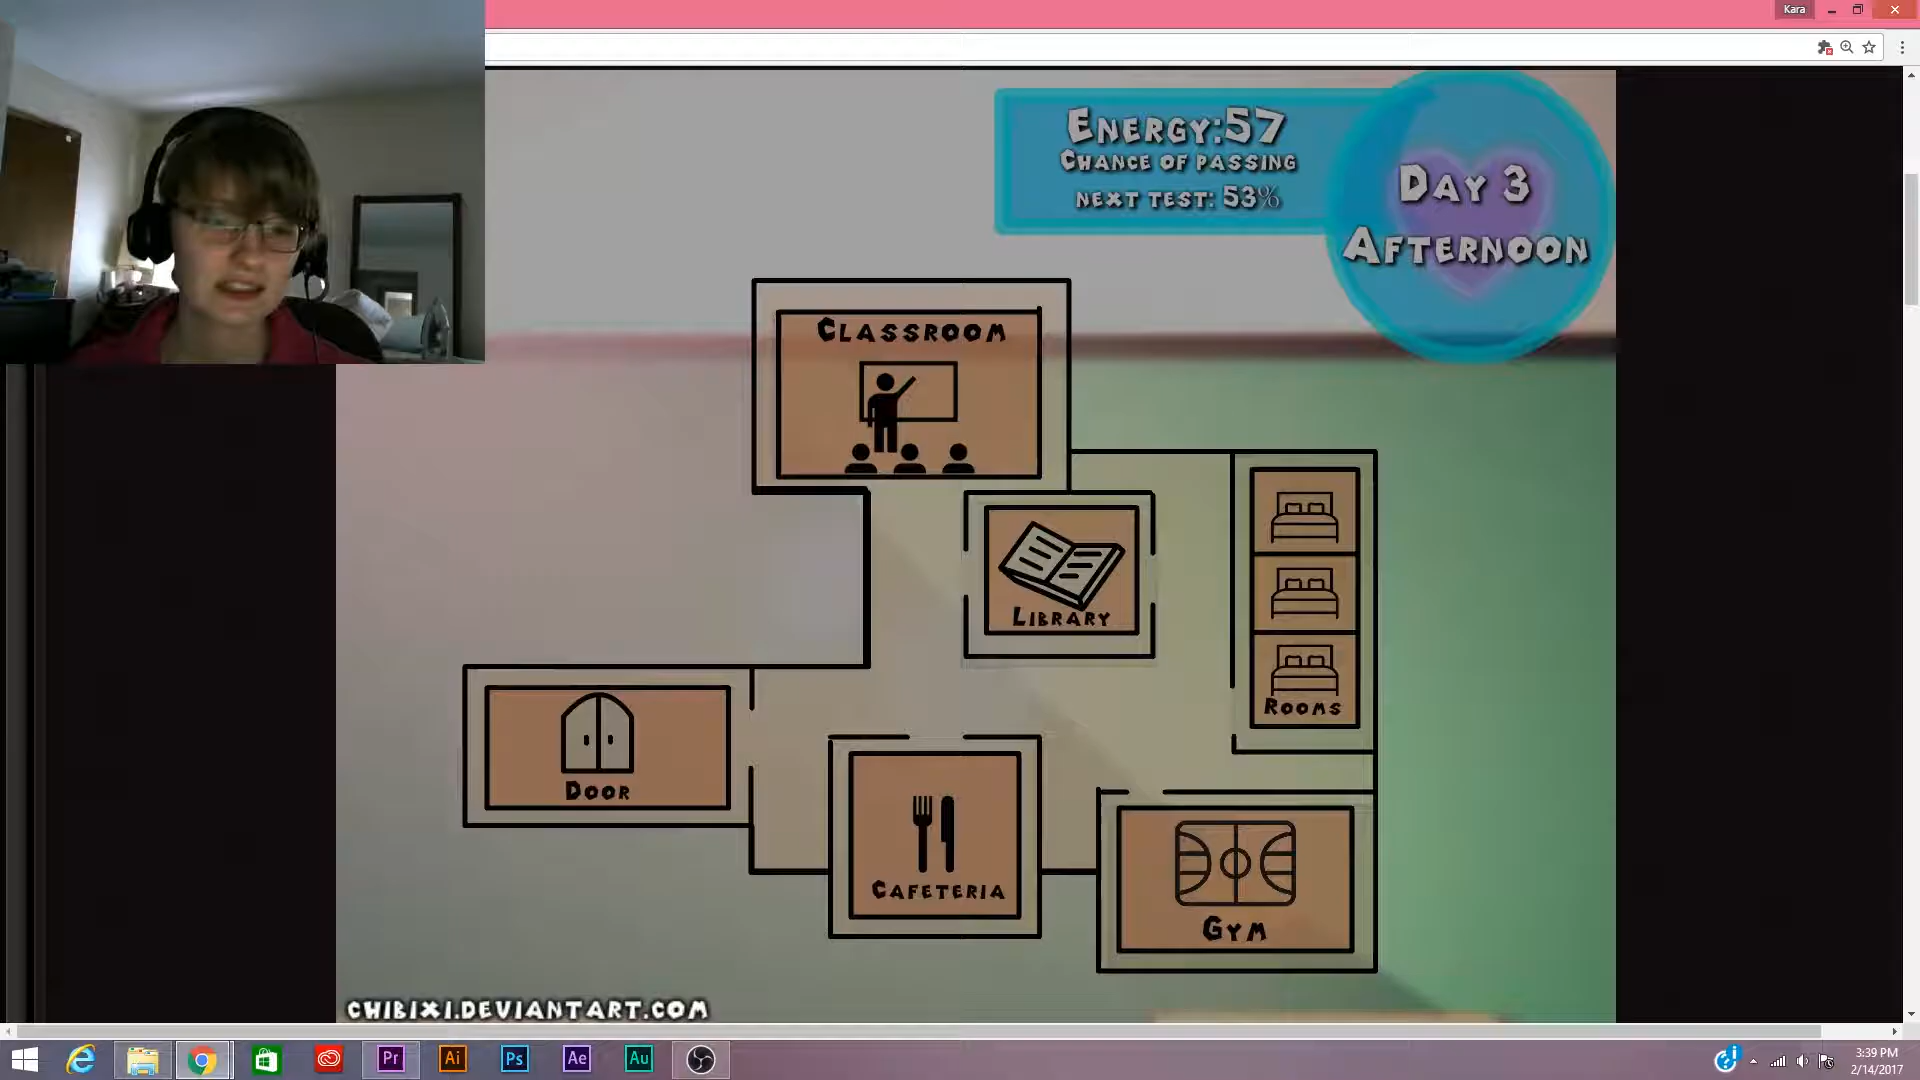 Kara
ENERGY:57
CHANCE OF PASSING
NEXT TEST: 53%
DAY 3
AFTERNOON
CLASSROOM
LIBRARY
ROOMS
DOOR
CAFETERIA
GYM
CHIBIXI.DEVIANTART.COM
Pr
Ai
Ps
Ae
Au
3:39 PM
2/14/2017